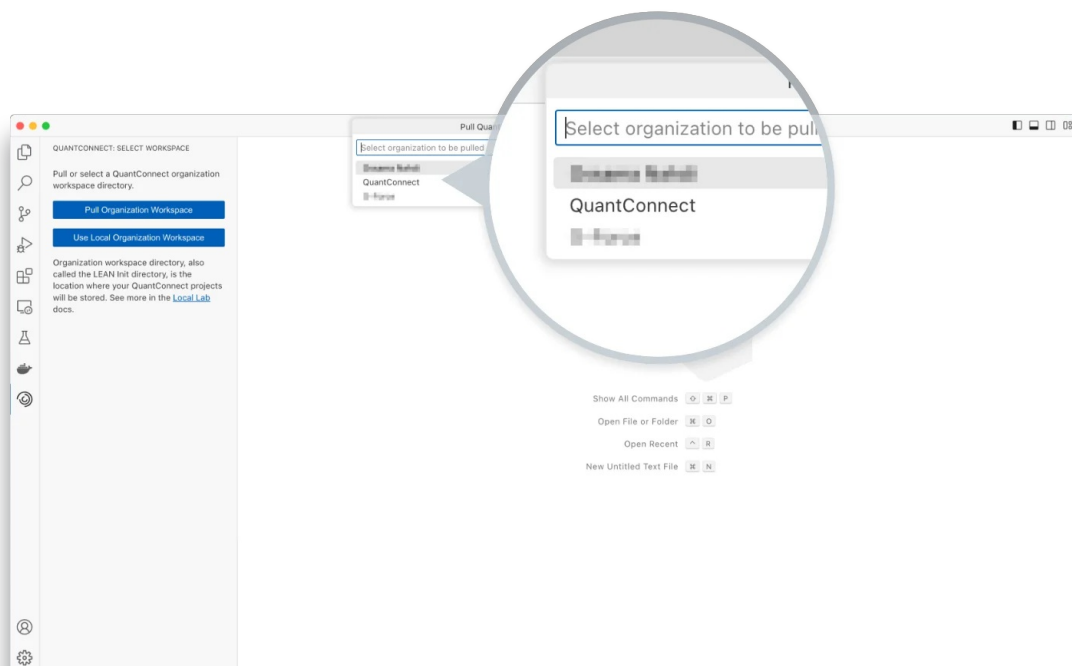 Pull Quan
Select organization to be pulled
QuantConnect
Select organization to be pull
QuantConnect
QUANTCONNECT: SELECT WORKSPACE
Pull or select a QuantConnect organization
workspace directory.
Pull Organization Workspace
Use Local Organization Workspace
Organization workspace directory, also
called the LEAN Init directory, is the
location where your QuantConnect projects
will be stored. See more in the Local Lab
docs.
Show All Commands ⇧ ⌘ P
Open File or Folder ⌘ O
Open Recent ^ R
New Untitled Text File ⌘ N